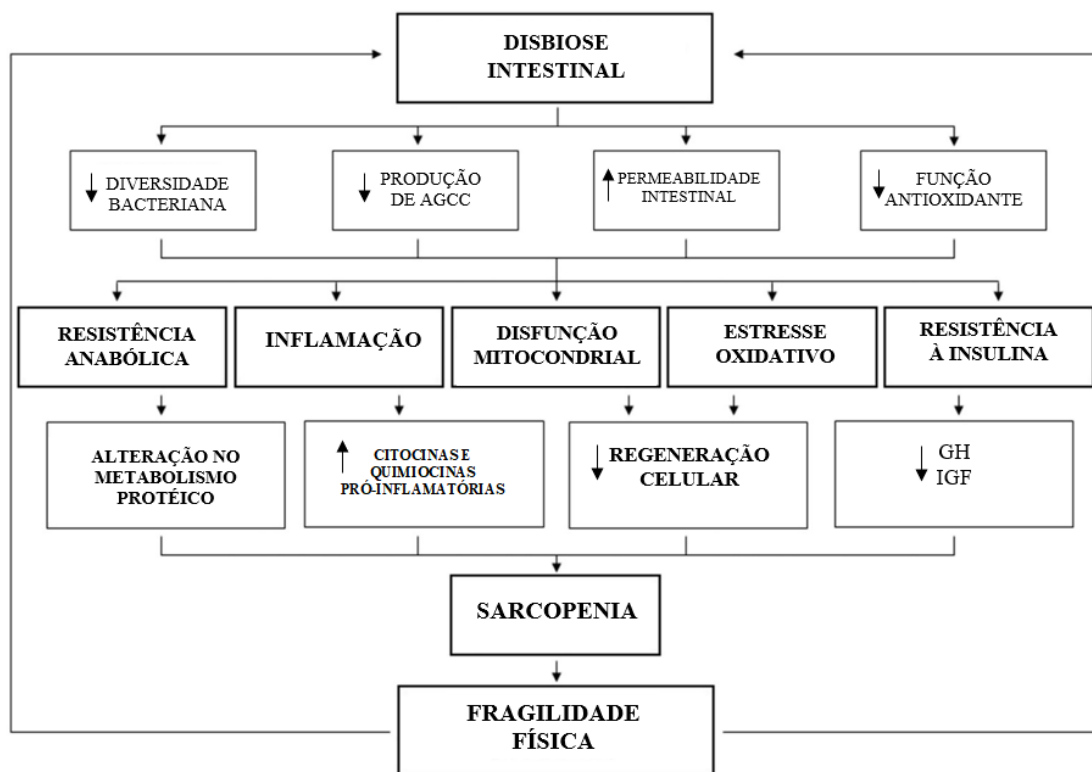 DISBIOSE
INTESTINAL
↓ DIVERSIDADE
BACTERIANA
↓ PRODUÇÃO
DE AGCC
↑ PERMEABILIDADE
INTESTINAL
↓ FUNÇÃO
ANTIOXIDANTE
RESISTÊNCIA
ANABÓLICA
INFLAMAÇÃO
DISFUNÇÃO
MITOCONDRIAL
ESTRESSE
OXIDATIVO
RESISTÊNCIA
À INSULINA
ALTERAÇÃO NO
METABOLISMO
PROTÉICO
↑ CITOCINAS E
QUIMIOCINAS
PRÓ-INFLAMATÓRIAS
↓ REGENERAÇÃO
CELULAR
↓ GH
IGF
SARCOPENIA
FRAGILIDADE
FÍSICA